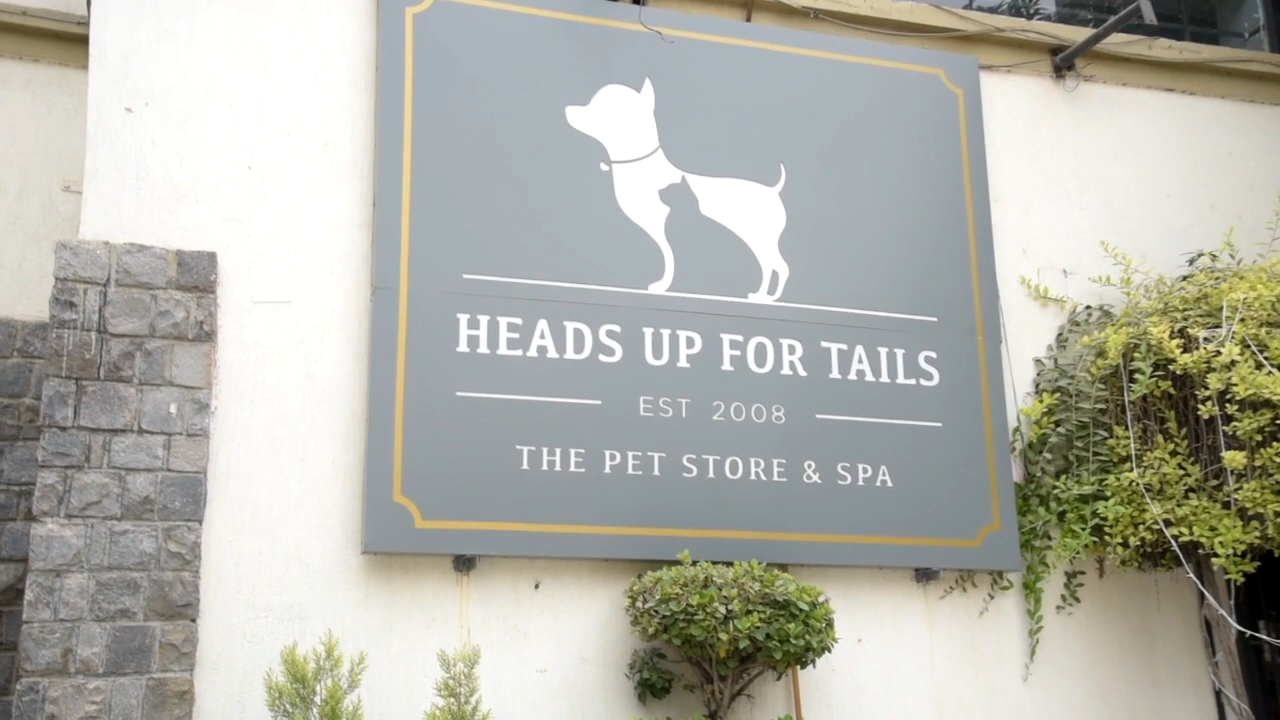 HEADS UP FOR TAILS
EST 2008
THE PET STORE & SPA